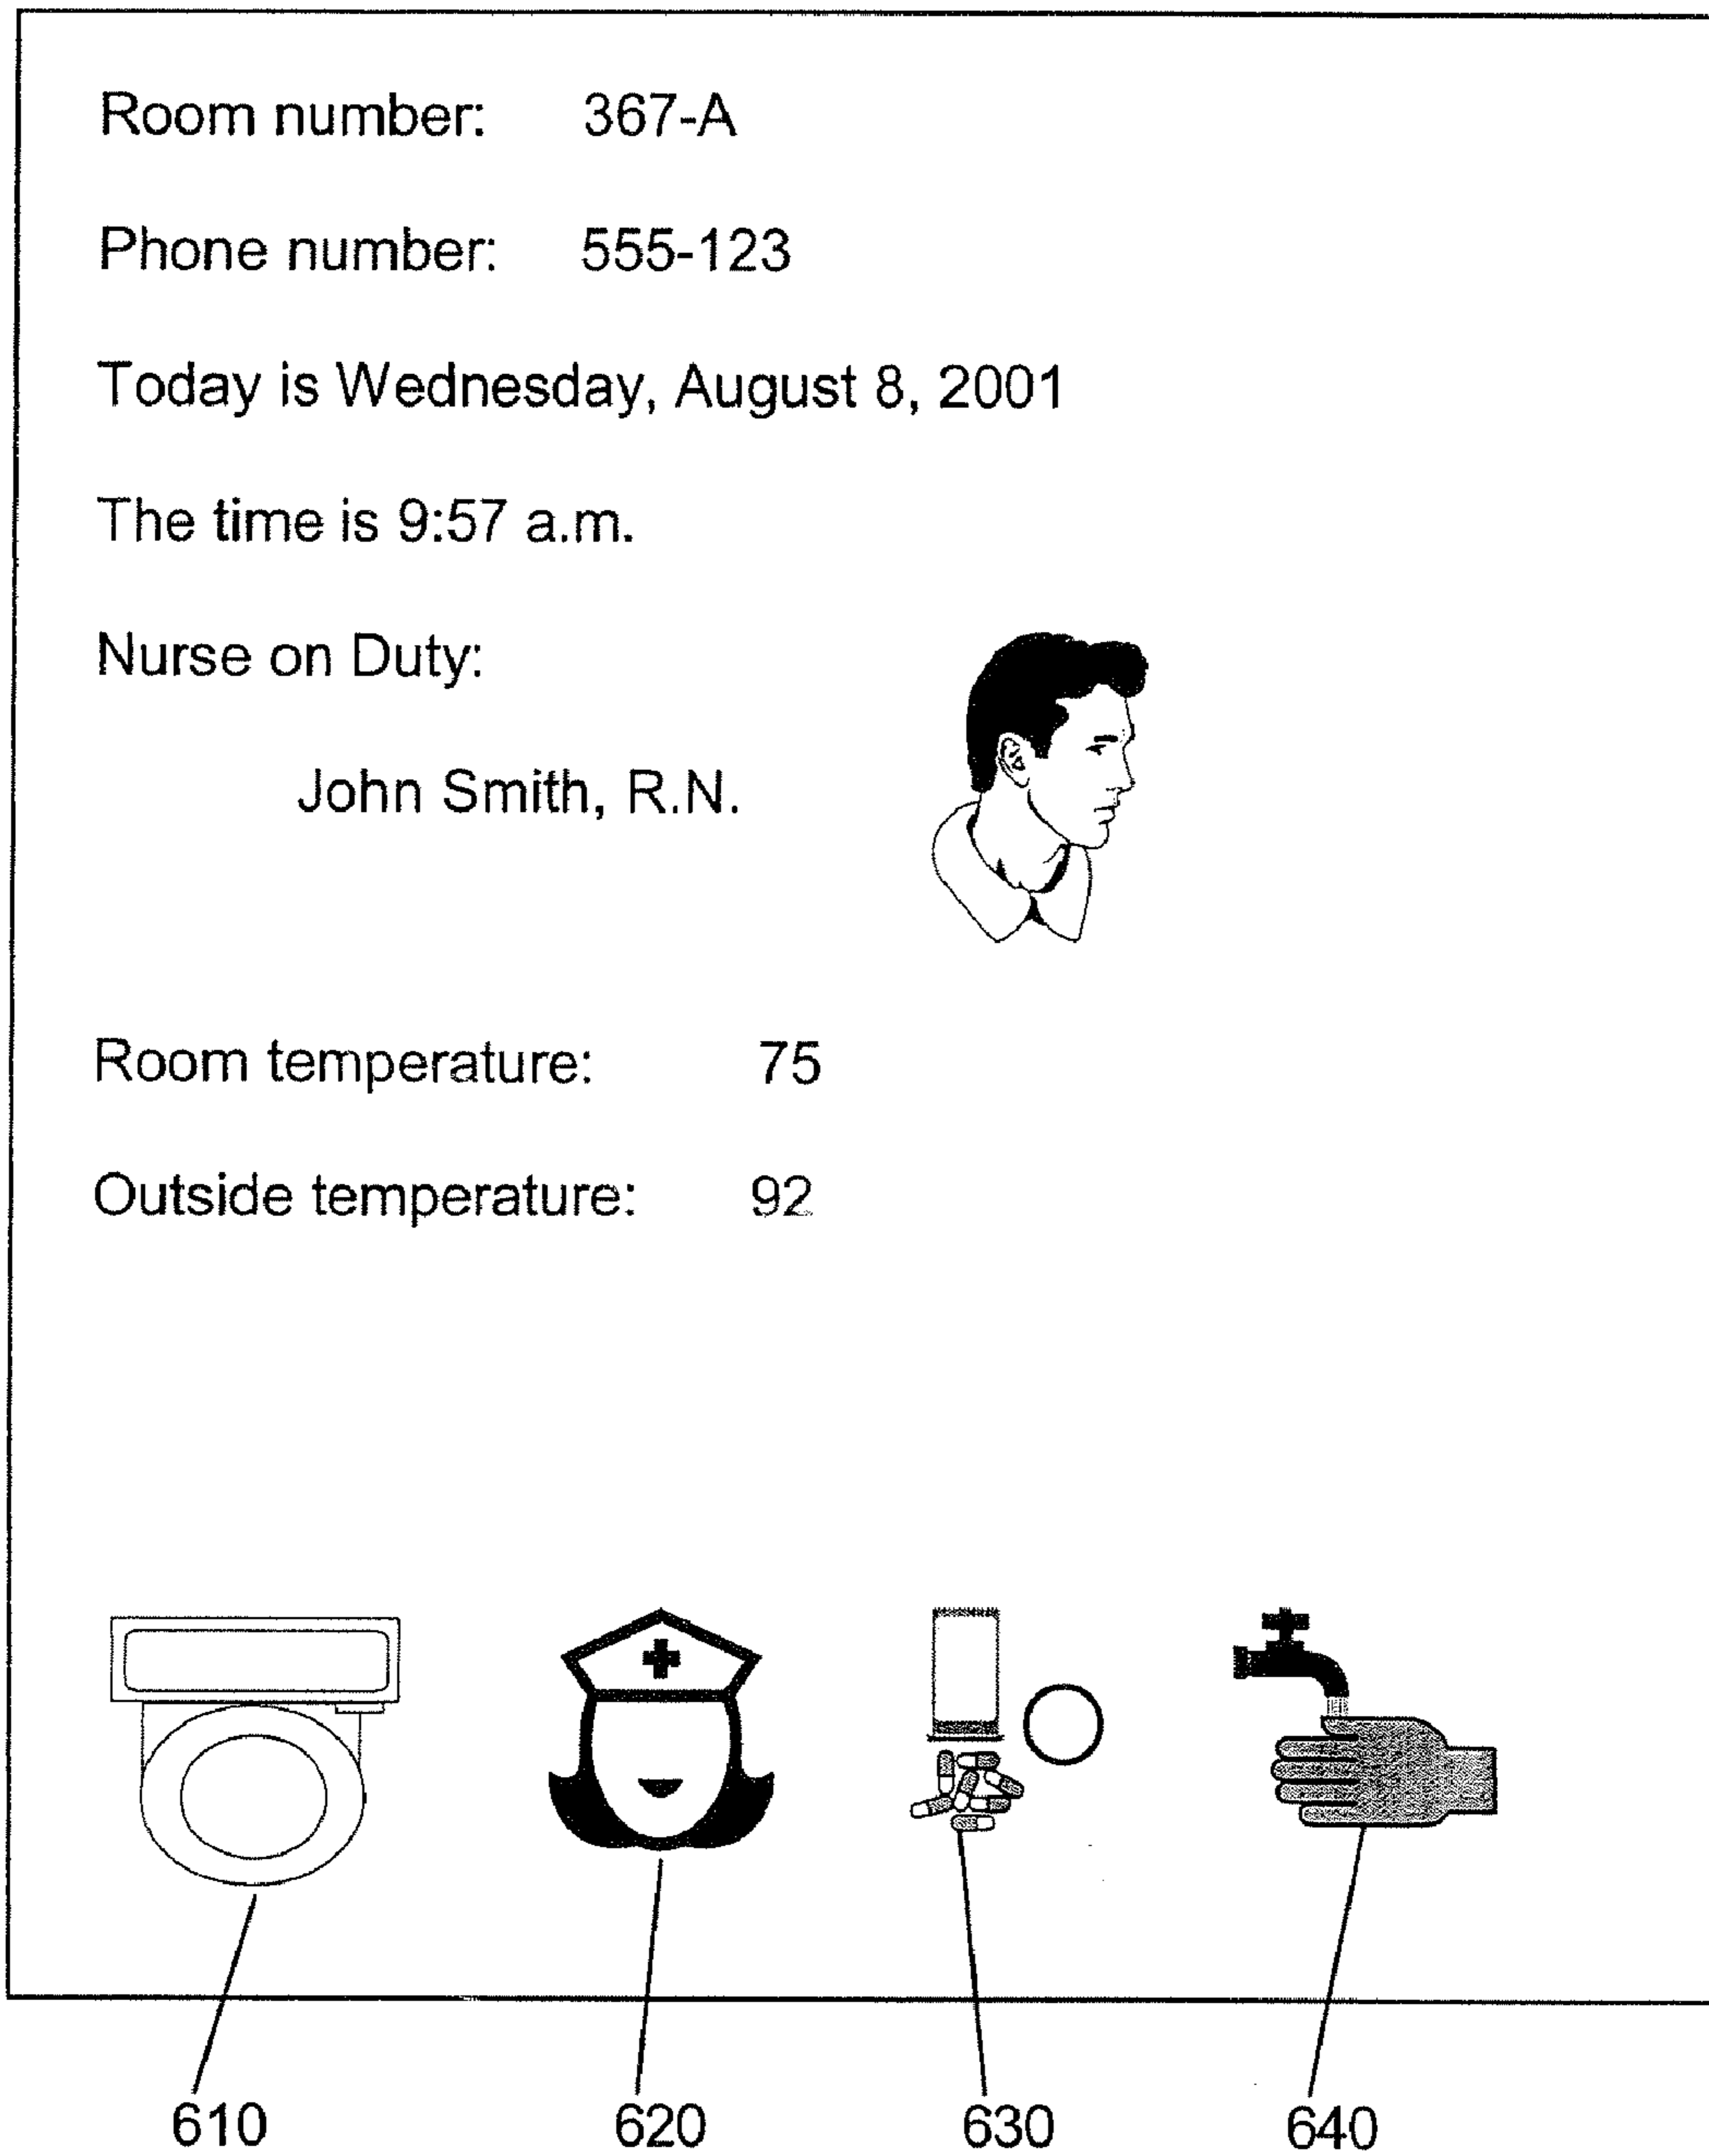 Room number: 367-A
Phone number: 555-123
Today is Wednesday, August 8, 2001
The time is 9:57 a.m.
Nurse on Duty:
John Smith, R.N.
Room temperature: 75
Outside temperature: 92
610 620 630 640